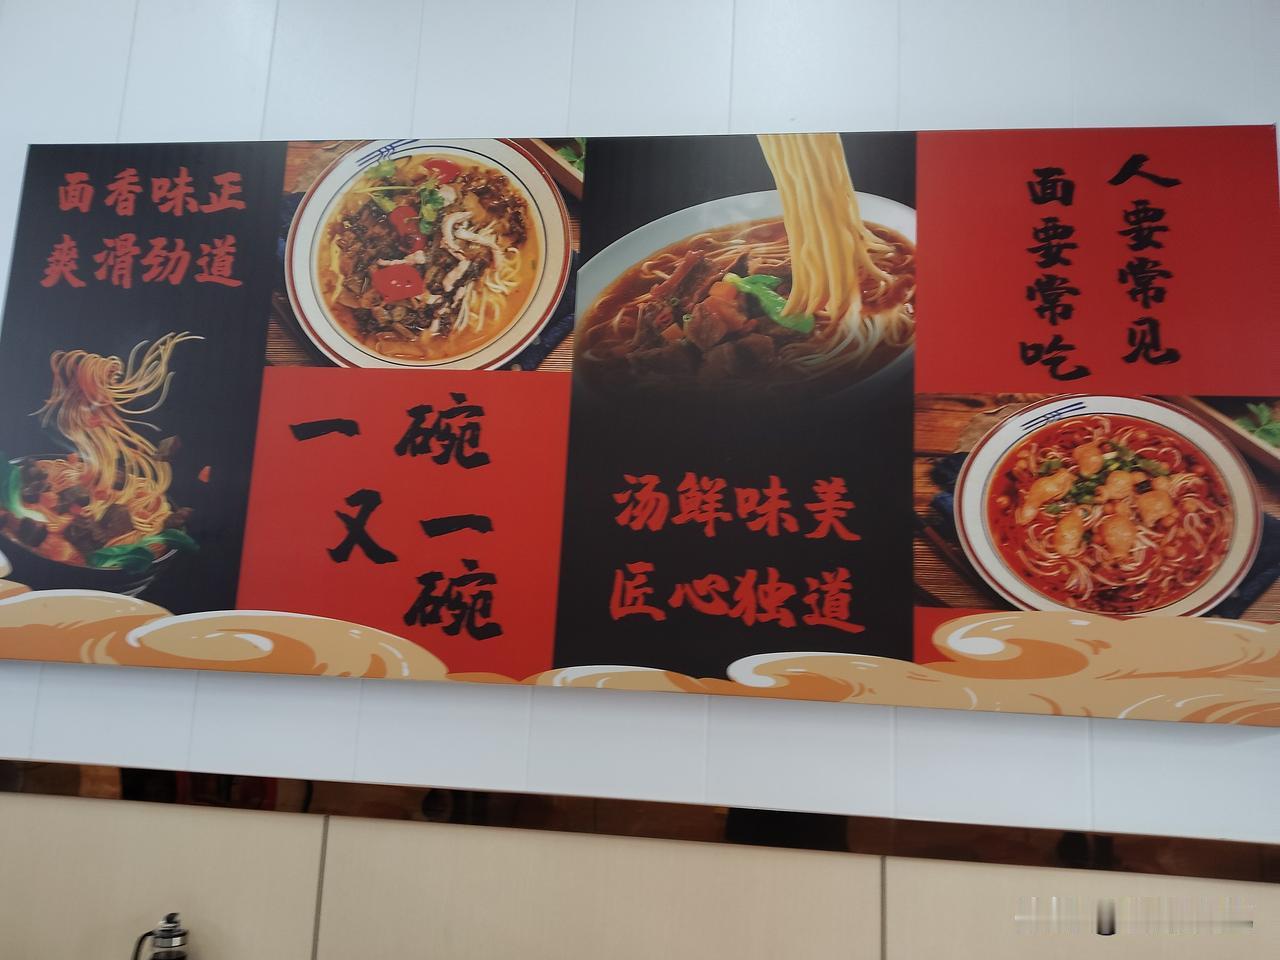 面香味正
爽滑劲道
一碗
又一
碗
汤鲜味美
匠心独道
人要常见
面要常吃